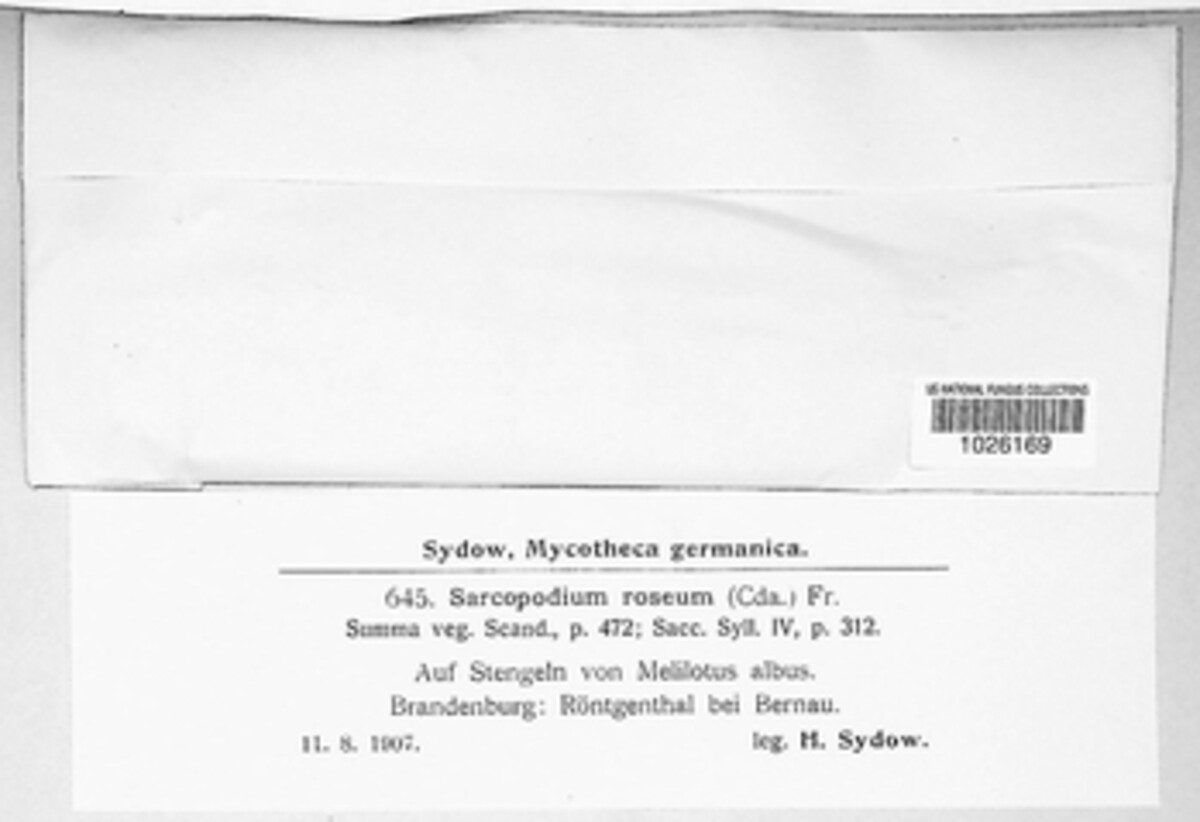 US NATIONAL FUNGUS COLLECTIONS
1026169
Sydow, Mycotheca germanica.
645. Sarcopodium roseum (Cda.) Fr.
Summa veg. Scand., p. 472; Sacc. Syll. IV, p. 312.
Auf Stengeln von Melilotus albus.
Brandenburg: Röntgenthal bei Bernau.
11. 8. 1907. leg. H. Sydow.